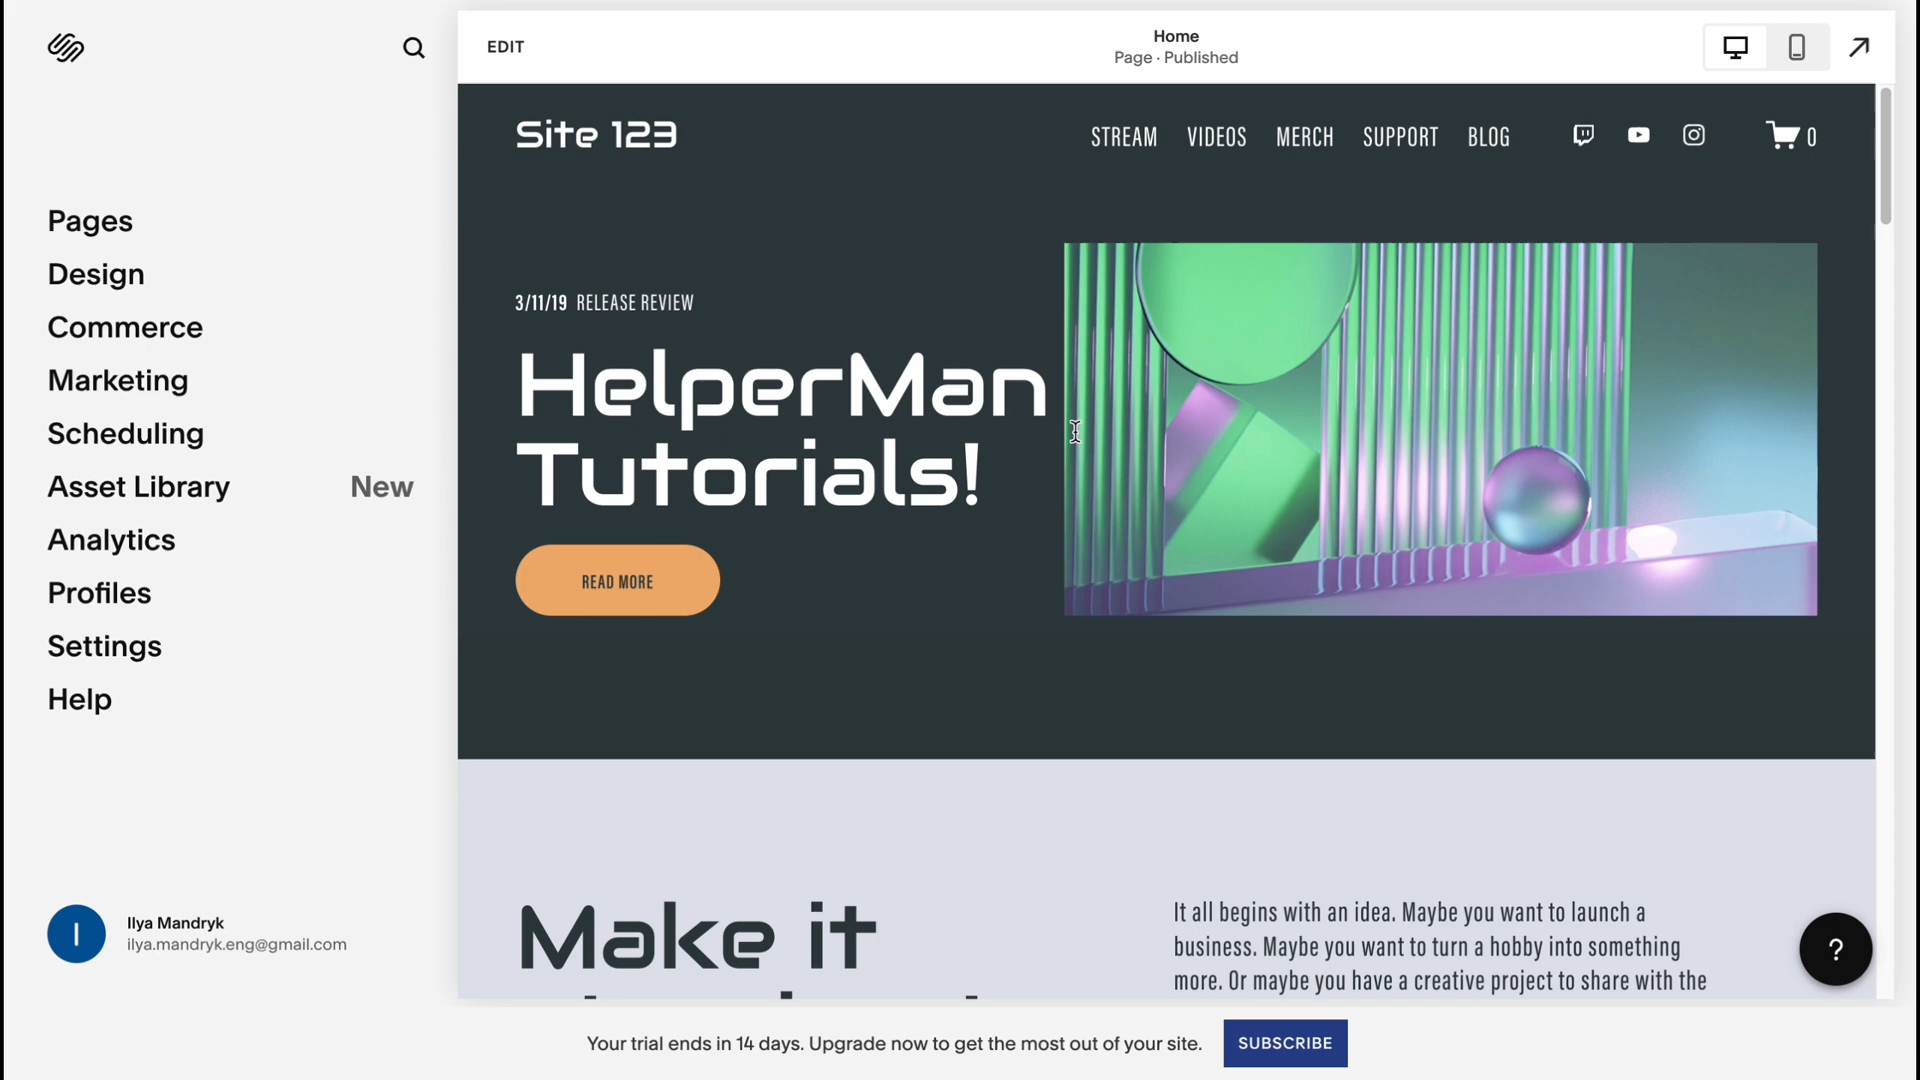 EDIT
Home
Page · Published
Site 123
STREAM VIDEOS MERCH SUPPORT BLOG 0
Pages
Design
Commerce
Marketing
Scheduling
Asset Library New
Analytics
Profiles
Settings
Help
3/11/19 RELEASE REVIEW
HelperMan
Tutorials!
READ MORE
Make it
It all begins with an idea. Maybe you want to launch a
business. Maybe you want to turn a hobby into something
more. Or maybe you have a creative project to share with the
I
Ilya Mandryk
ilya.mandryk.eng@gmail.com
?
Your trial ends in 14 days. Upgrade now to get the most out of your site. SUBSCRIBE